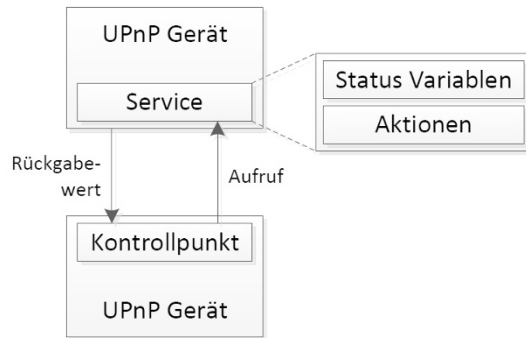 UPnP Gerät
Service
Status Variablen
Aktionen
Rückgabe-
wert
Aufruf
Kontrollpunkt
UPnP Gerät